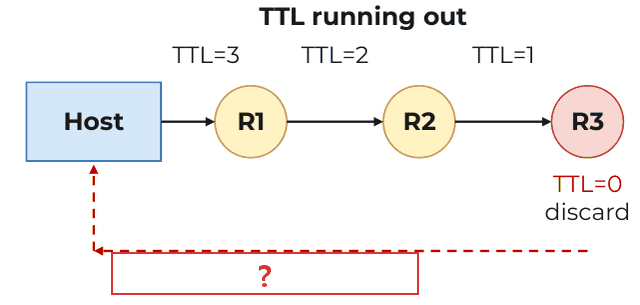 TTL running out
TTL=3 TTL=2 TTL=1
Host R1 R2 R3
TTL=0
discard
?